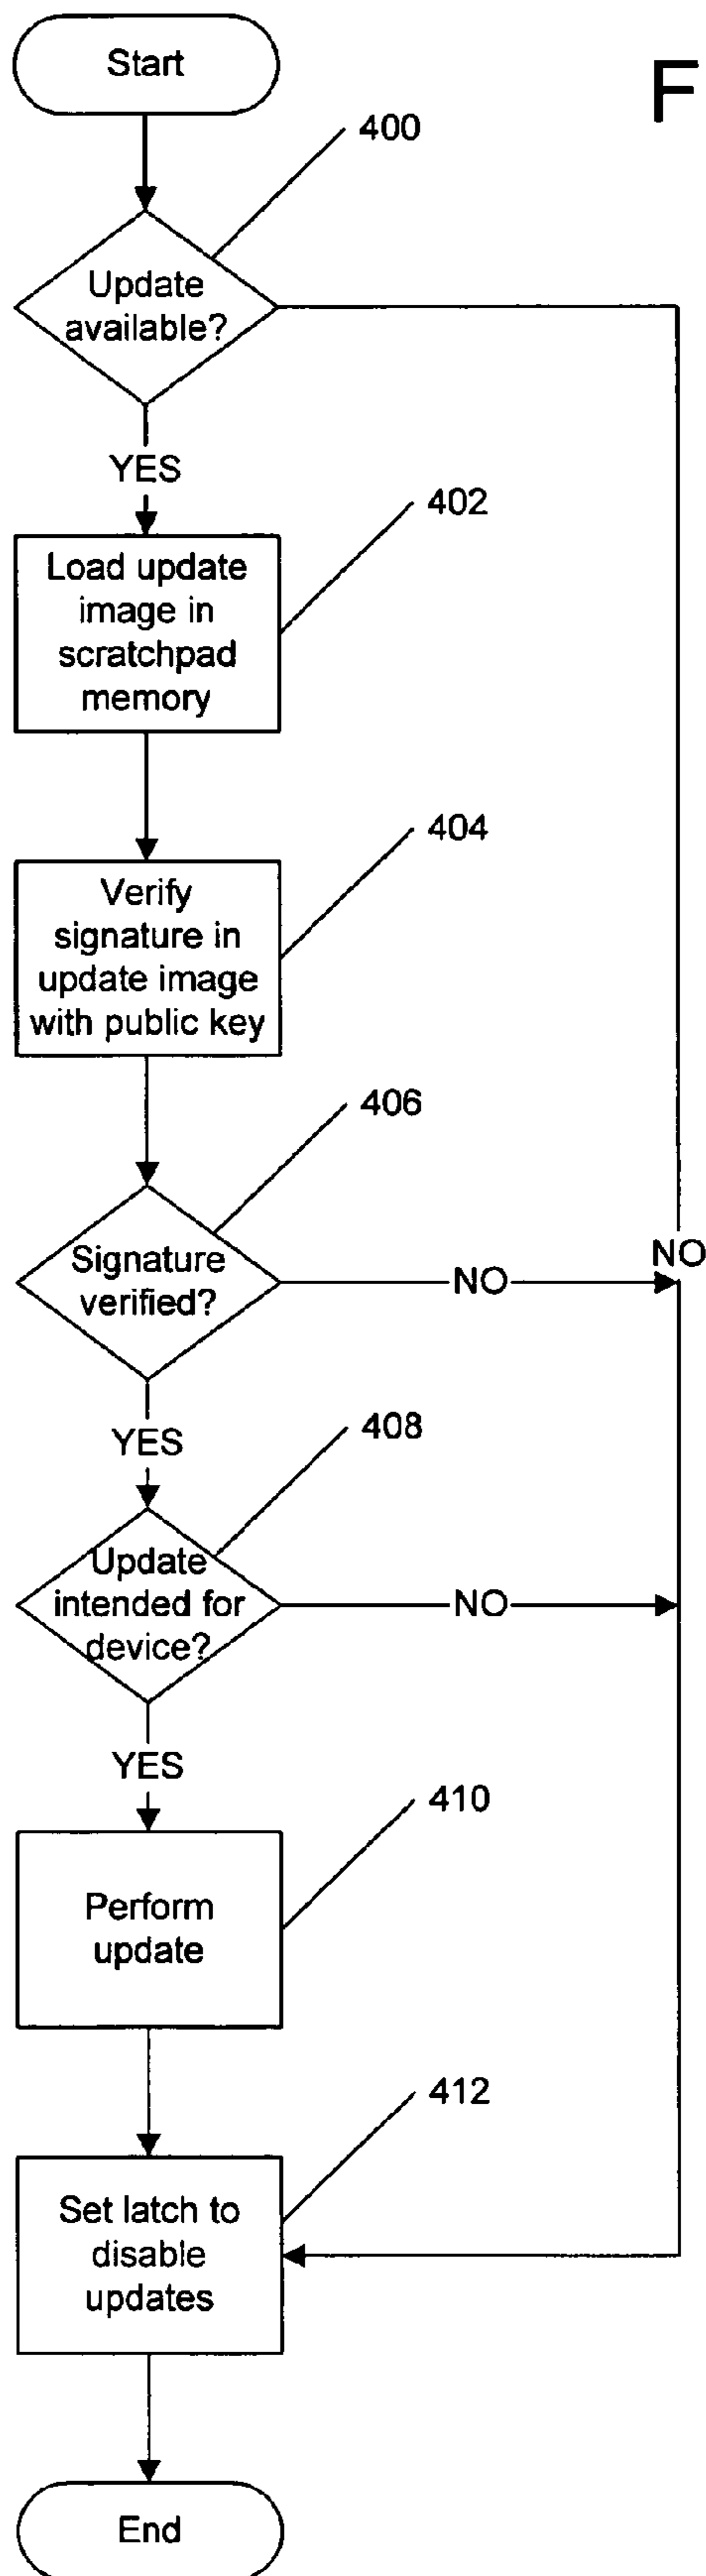 Start
F
400
Update
available?
YES
402
Load update
image in
scratchpad
memory
404
Verify
signature in
update image
with public key
406
NO
Signature
verified?
NO
YES
408
Update
intended for
device?
NO
YES
410
Perform
update
412
Set latch to
disable
updates
End